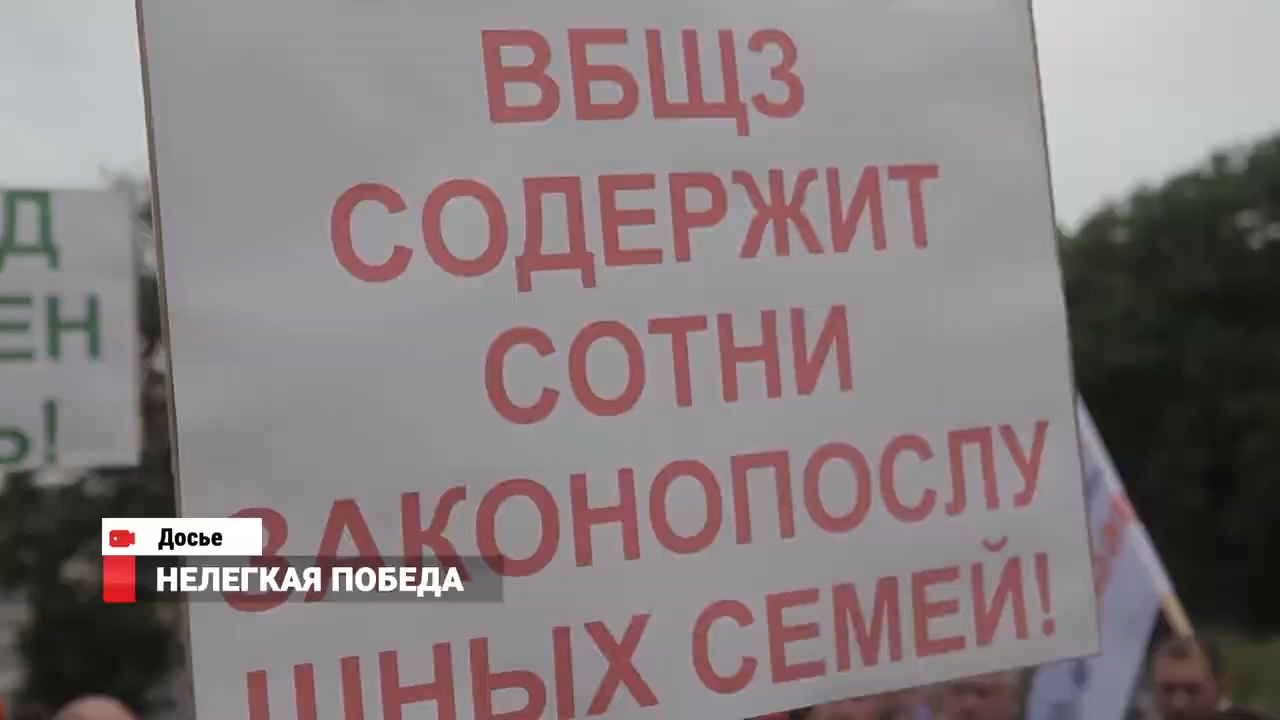 ВБЩЗ
СОДЕРЖИТ
СОТНИ
ЗАКОНОПОСЛУ
ШНЫХ СЕМЕЙ!
Досье
НЕЛЕГКАЯ ПОБЕДА